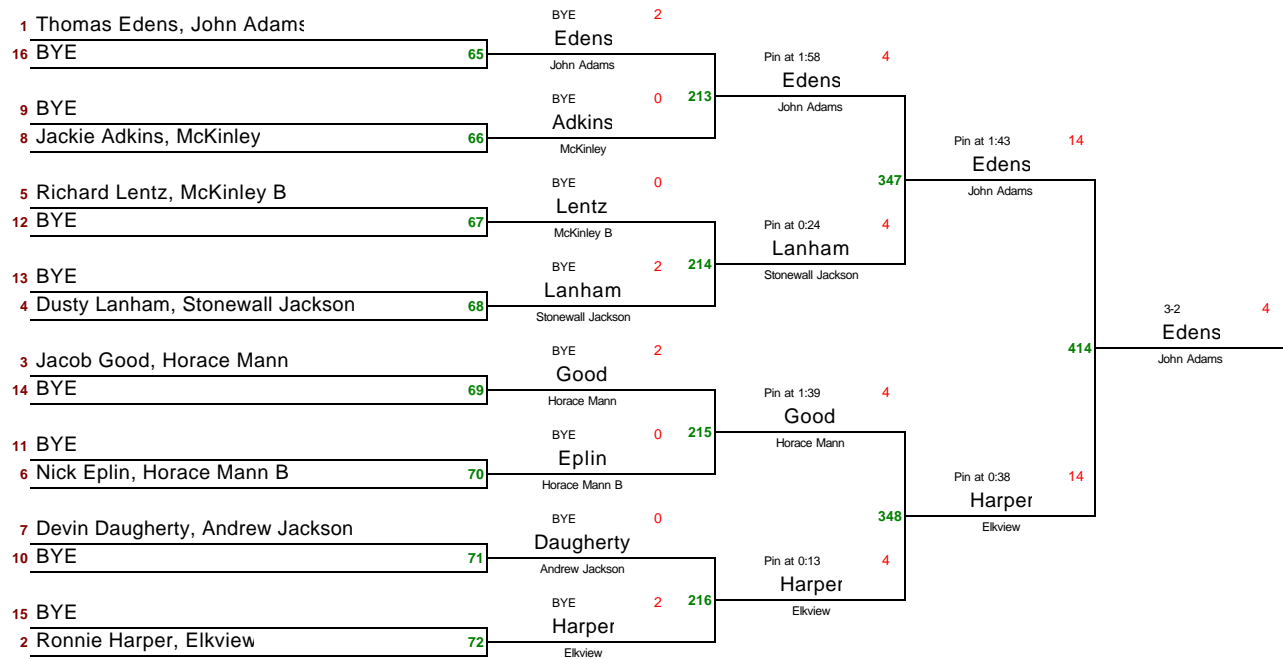 1 Thomas Edens, John Adams
16 BYE
65
9 BYE
8 Jackie Adkins, McKinley
66
5 Richard Lentz, McKinley B
12 BYE
67
13 BYE
4 Dusty Lanham, Stonewall Jackson
68
3 Jacob Good, Horace Mann
14 BYE
69
11 BYE
6 Nick Eplin, Horace Mann B
70
7 Devin Daugherty, Andrew Jackson
10 BYE
71
15 BYE
2 Ronnie Harper, Elkview
72
BYE 2
Edens
John Adams
BYE 0
Adkins
McKinley
213
BYE 0
Lentz
McKinley B
BYE 2
Lanham
Stonewall Jackson
214
BYE 2
Good
Horace Mann
BYE 0
Eplin
Horace Mann B
215
BYE 0
Daugherty
Andrew Jackson
BYE 2
Harper
Elkview
216
Pin at 1:58 4
Edens
John Adams
347
Pin at 0:24 4
Lanham
Stonewall Jackson
Pin at 1:39 4
Good
Horace Mann
348
Pin at 0:13 4
Harper
Elkview
Pin at 1:43 14
Edens
John Adams
414
Pin at 0:38 14
Harper
Elkview
3-2 4
Edens
John Adams